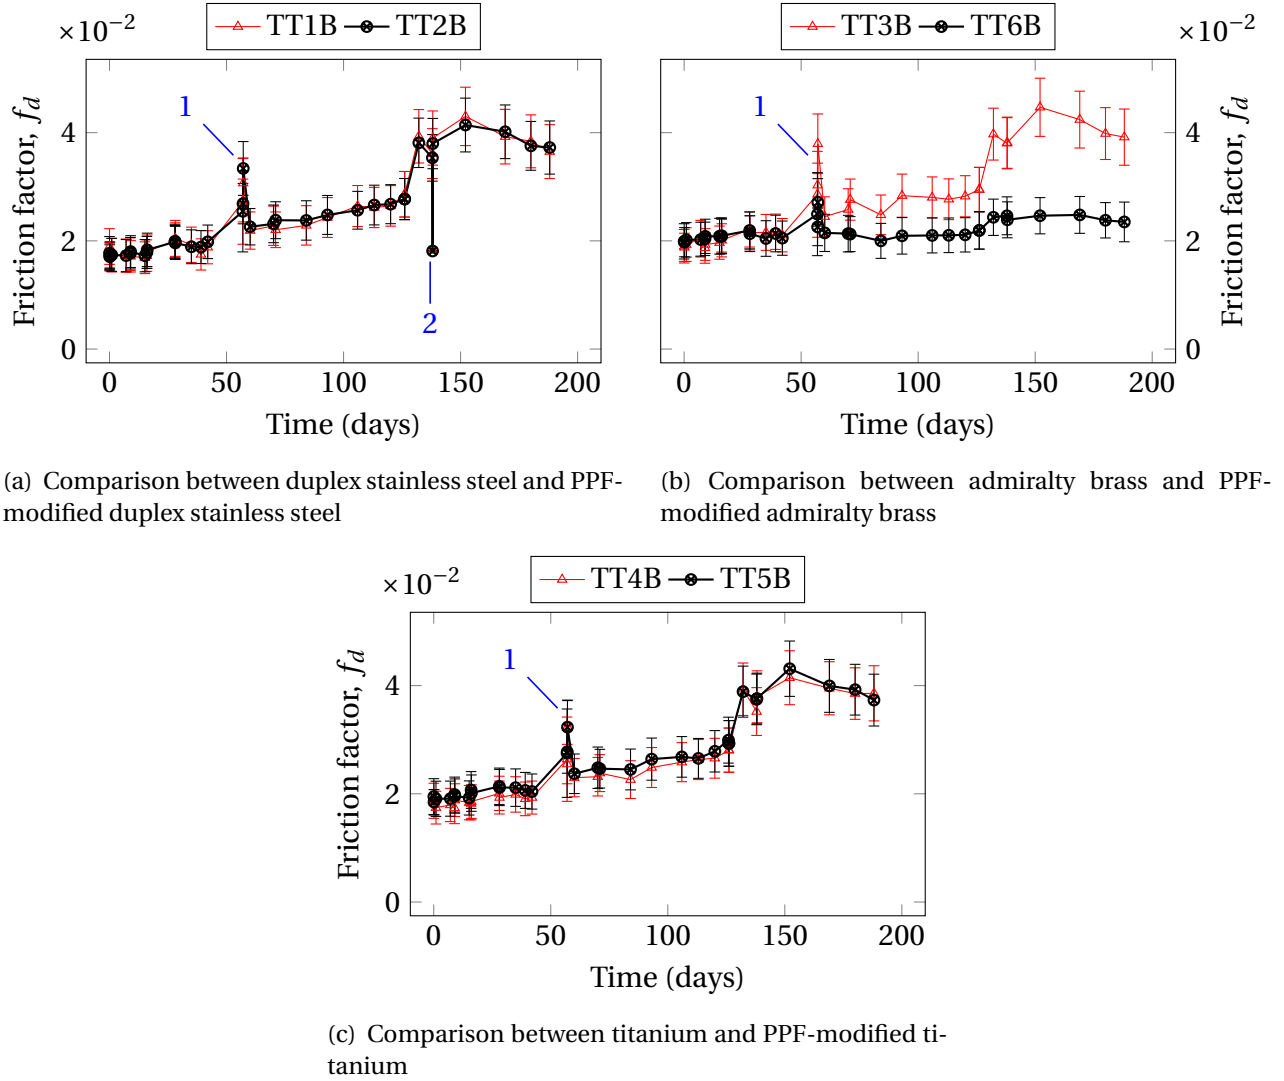 ×10−2
TT1B TT2B
TT3B TT6B
×10−2
Friction factor, fd
4
2
0
1
2
0 50 100 150 200
Time (days)
1
4
2
0
Friction factor, fd
0 50 100 150 200
Time (days)
(a) Comparison between duplex stainless steel and PPF-
modified duplex stainless steel
(b) Comparison between admiralty brass and PPF-
modified admiralty brass
×10−2
TT4B TT5B
Friction factor, fd
4
2
0
1
0 50 100 150 200
Time (days)
(c) Comparison between titanium and PPF-modified ti-
tanium